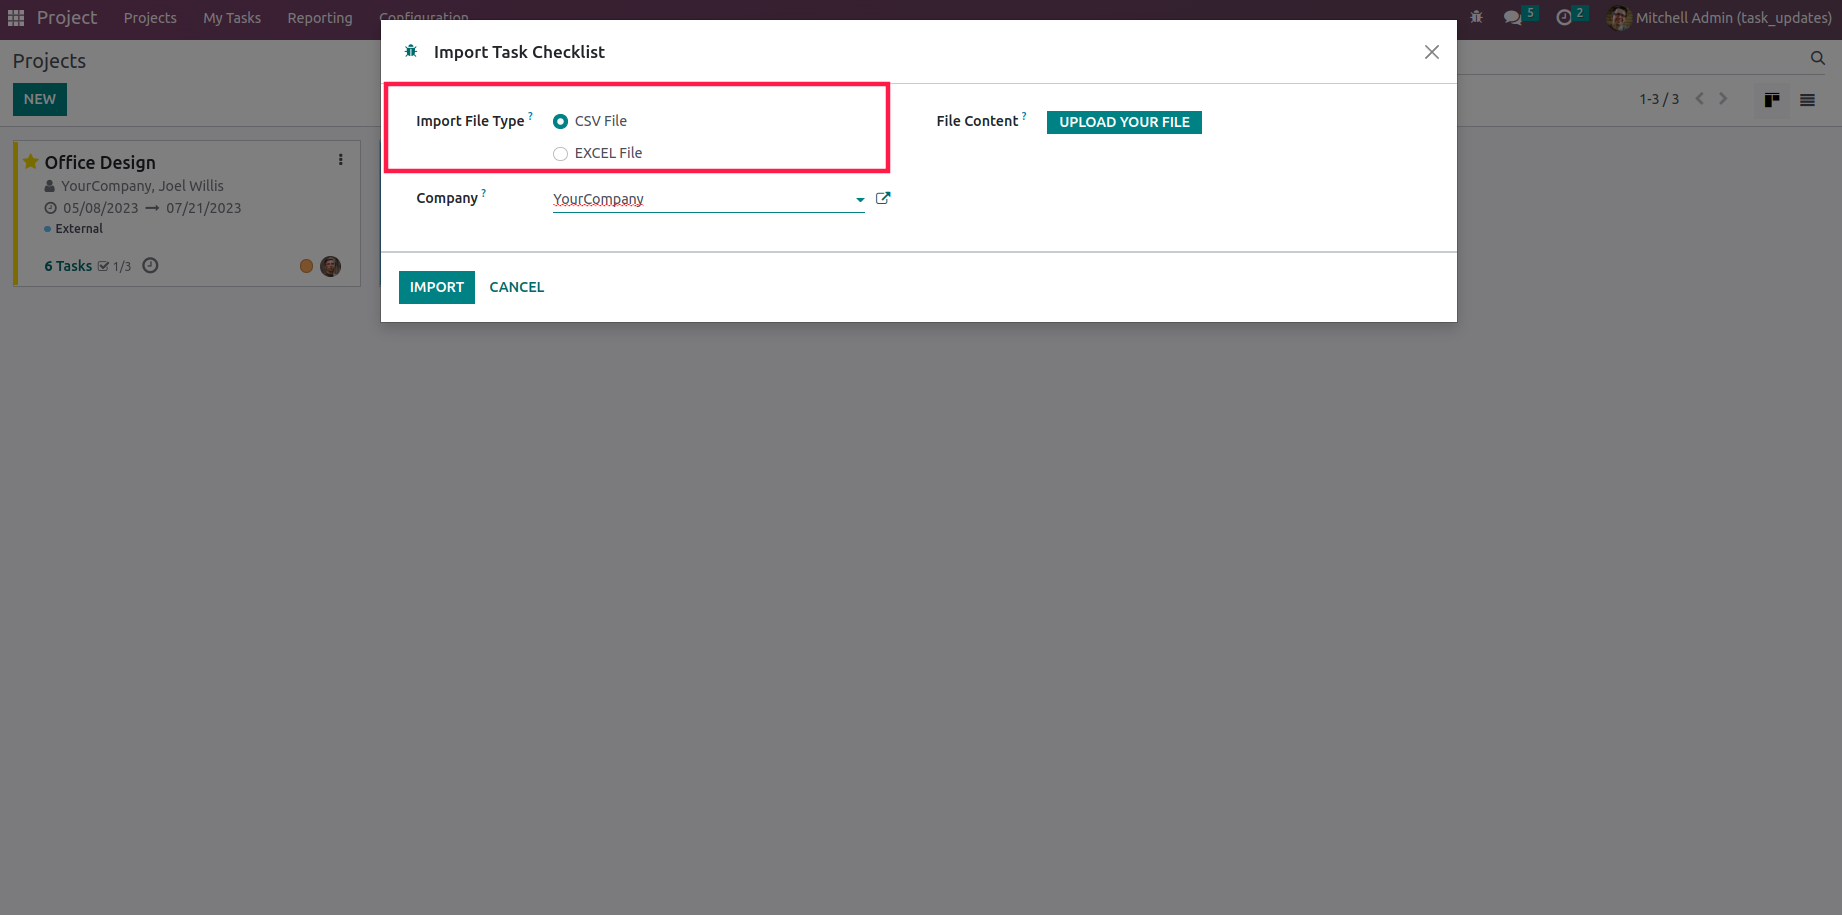 Project Projects My Tasks Reporting Configuration 5 2 Mitchell Admin (task_updates)
Import Task Checklist
Projects
NEW
1-3 / 3
Import File Type ? CSV File
EXCEL File
File Content ? UPLOAD YOUR FILE
Company ? YourCompany
IMPORT CANCEL
Office Design
YourCompany, Joel Willis
05/08/2023 → 07/21/2023
External
6 Tasks 1/3